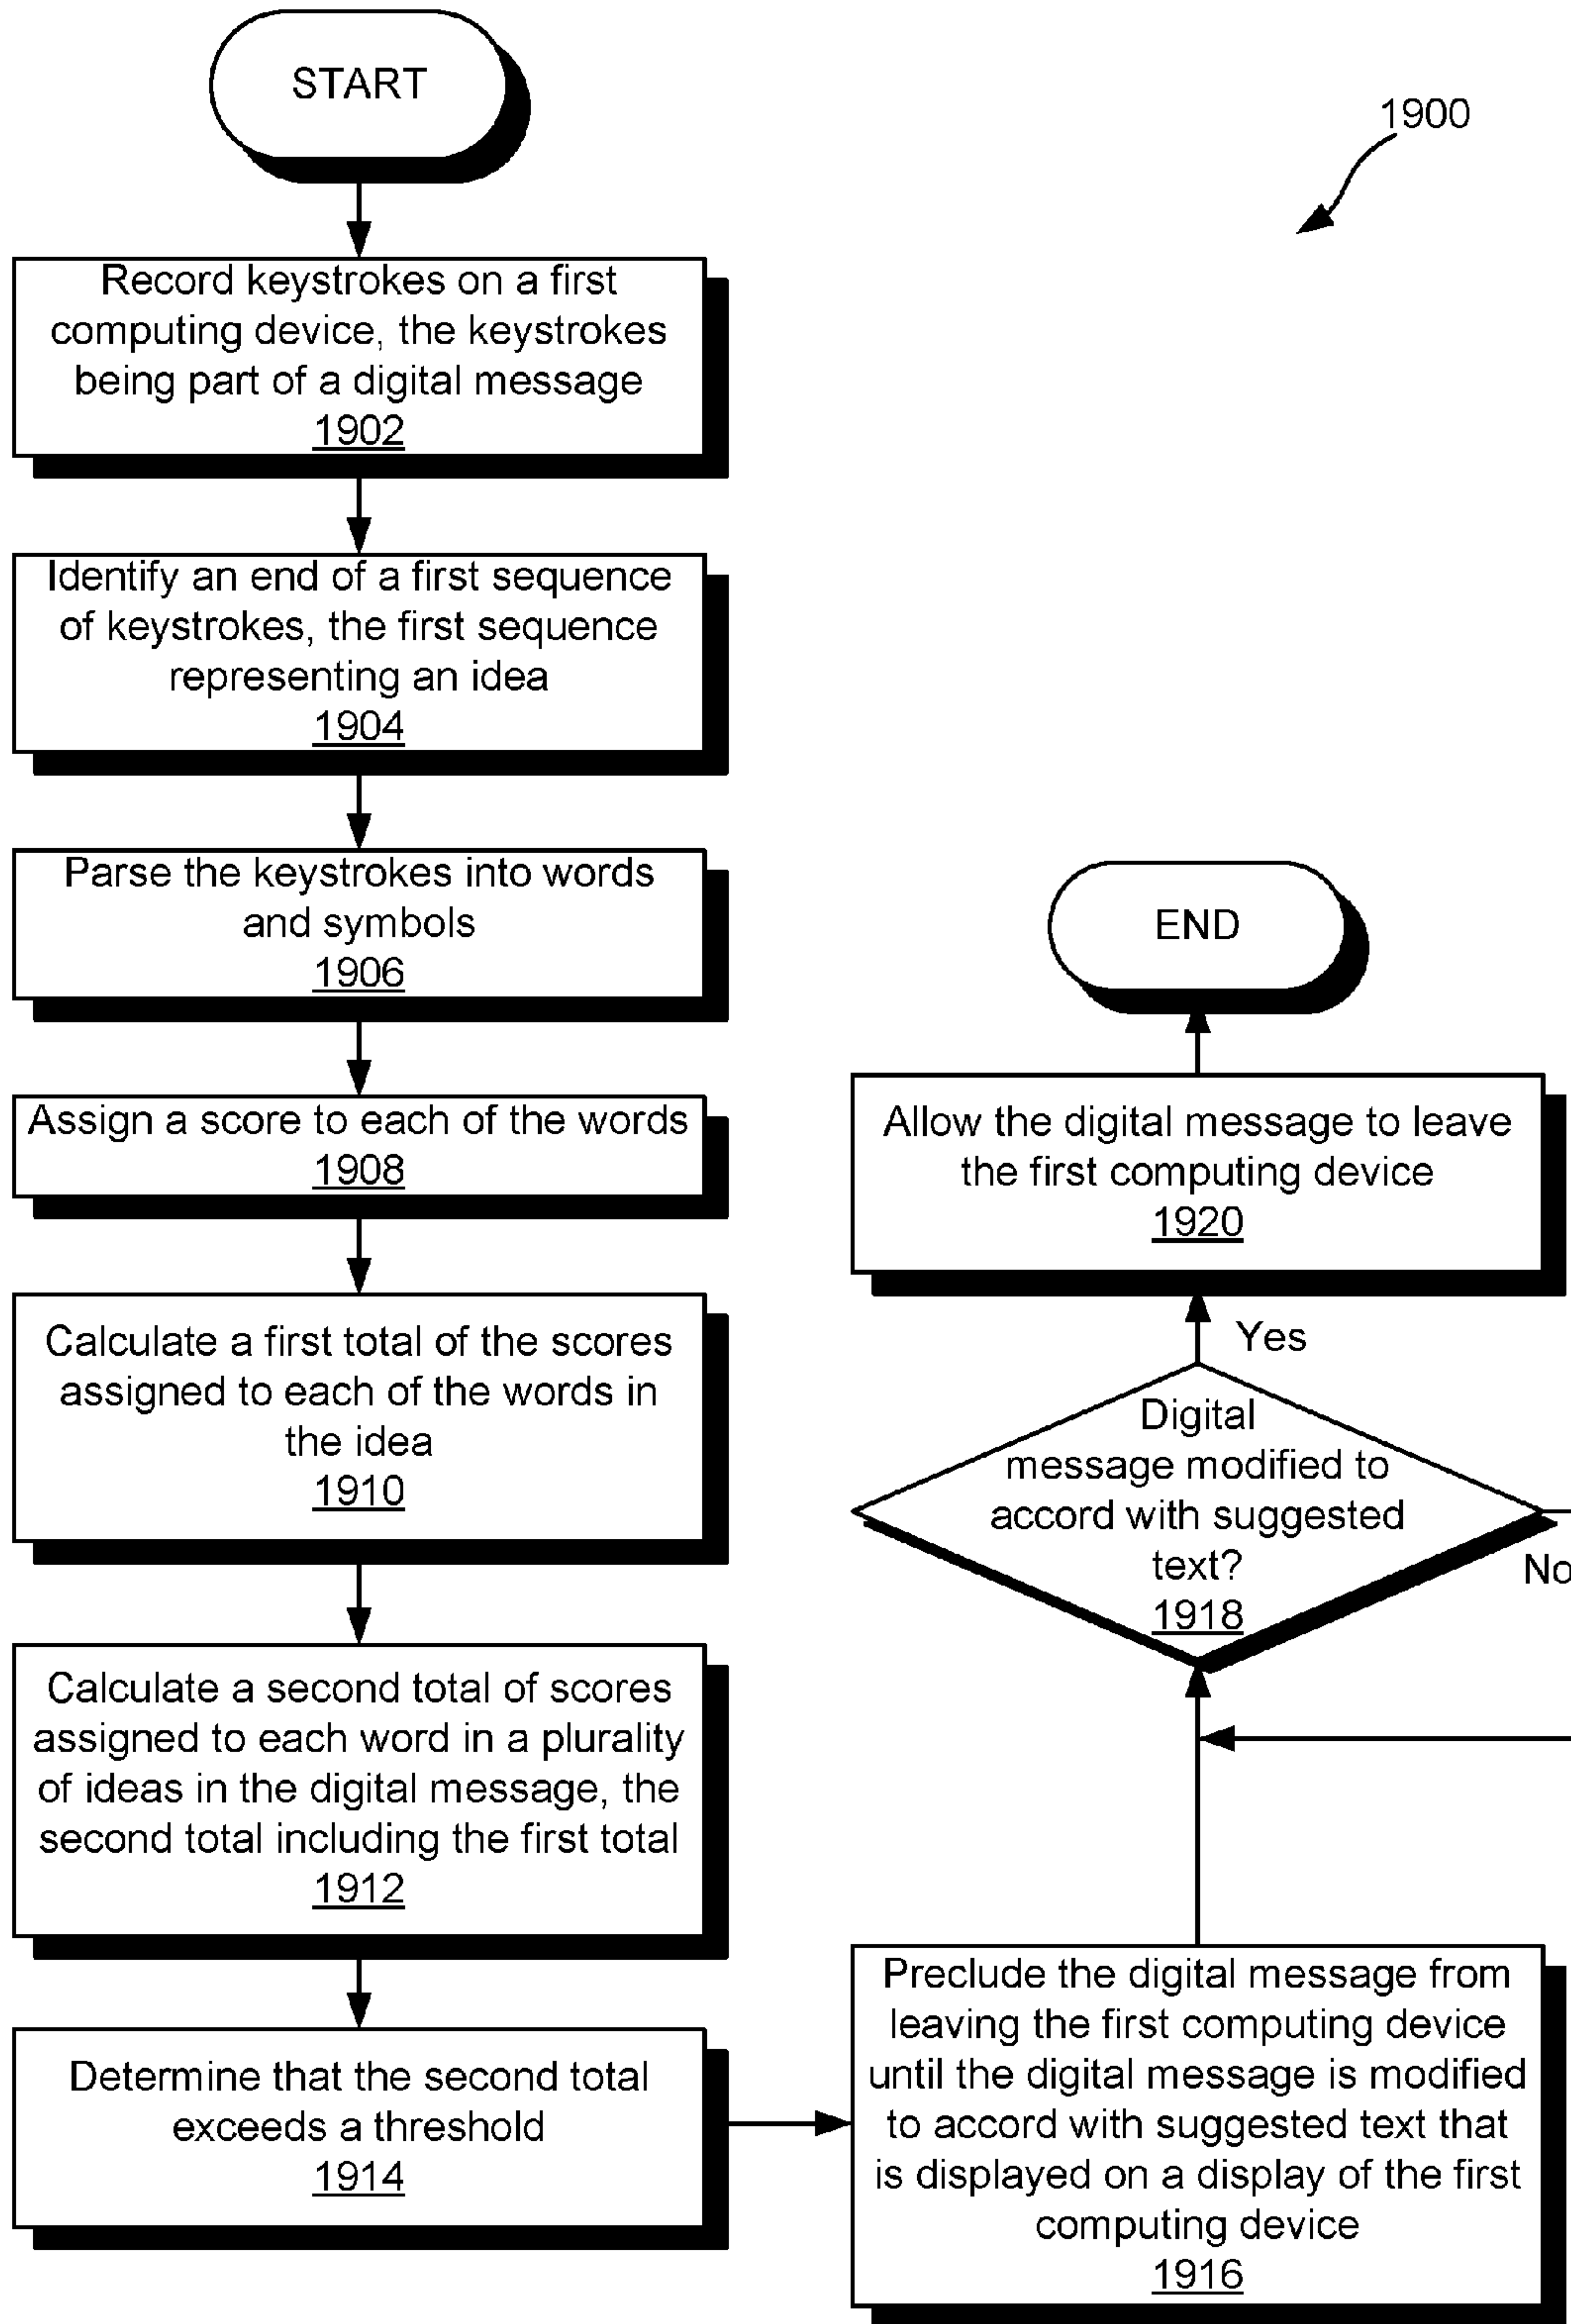 START
1900
Record keystrokes on a first
computing device, the keystrokes
being part of a digital message
1902
Identify an end of a first sequence
of keystrokes, the first sequence
representing an idea
1904
Parse the keystrokes into words
and symbols
1906
Assign a score to each of the words
1908
Calculate a first total of the scores
assigned to each of the words in
the idea
1910
Calculate a second total of scores
assigned to each word in a plurality
of ideas in the digital message, the
second total including the first total
1912
Determine that the second total
exceeds a threshold
1914
Preclude the digital message from
leaving the first computing device
until the digital message is modified
to accord with suggested text that
is displayed on a display of the first
computing device
1916
Digital
message modified to
accord with suggested
text?
1918
No
Yes
Allow the digital message to leave
the first computing device
1920
END